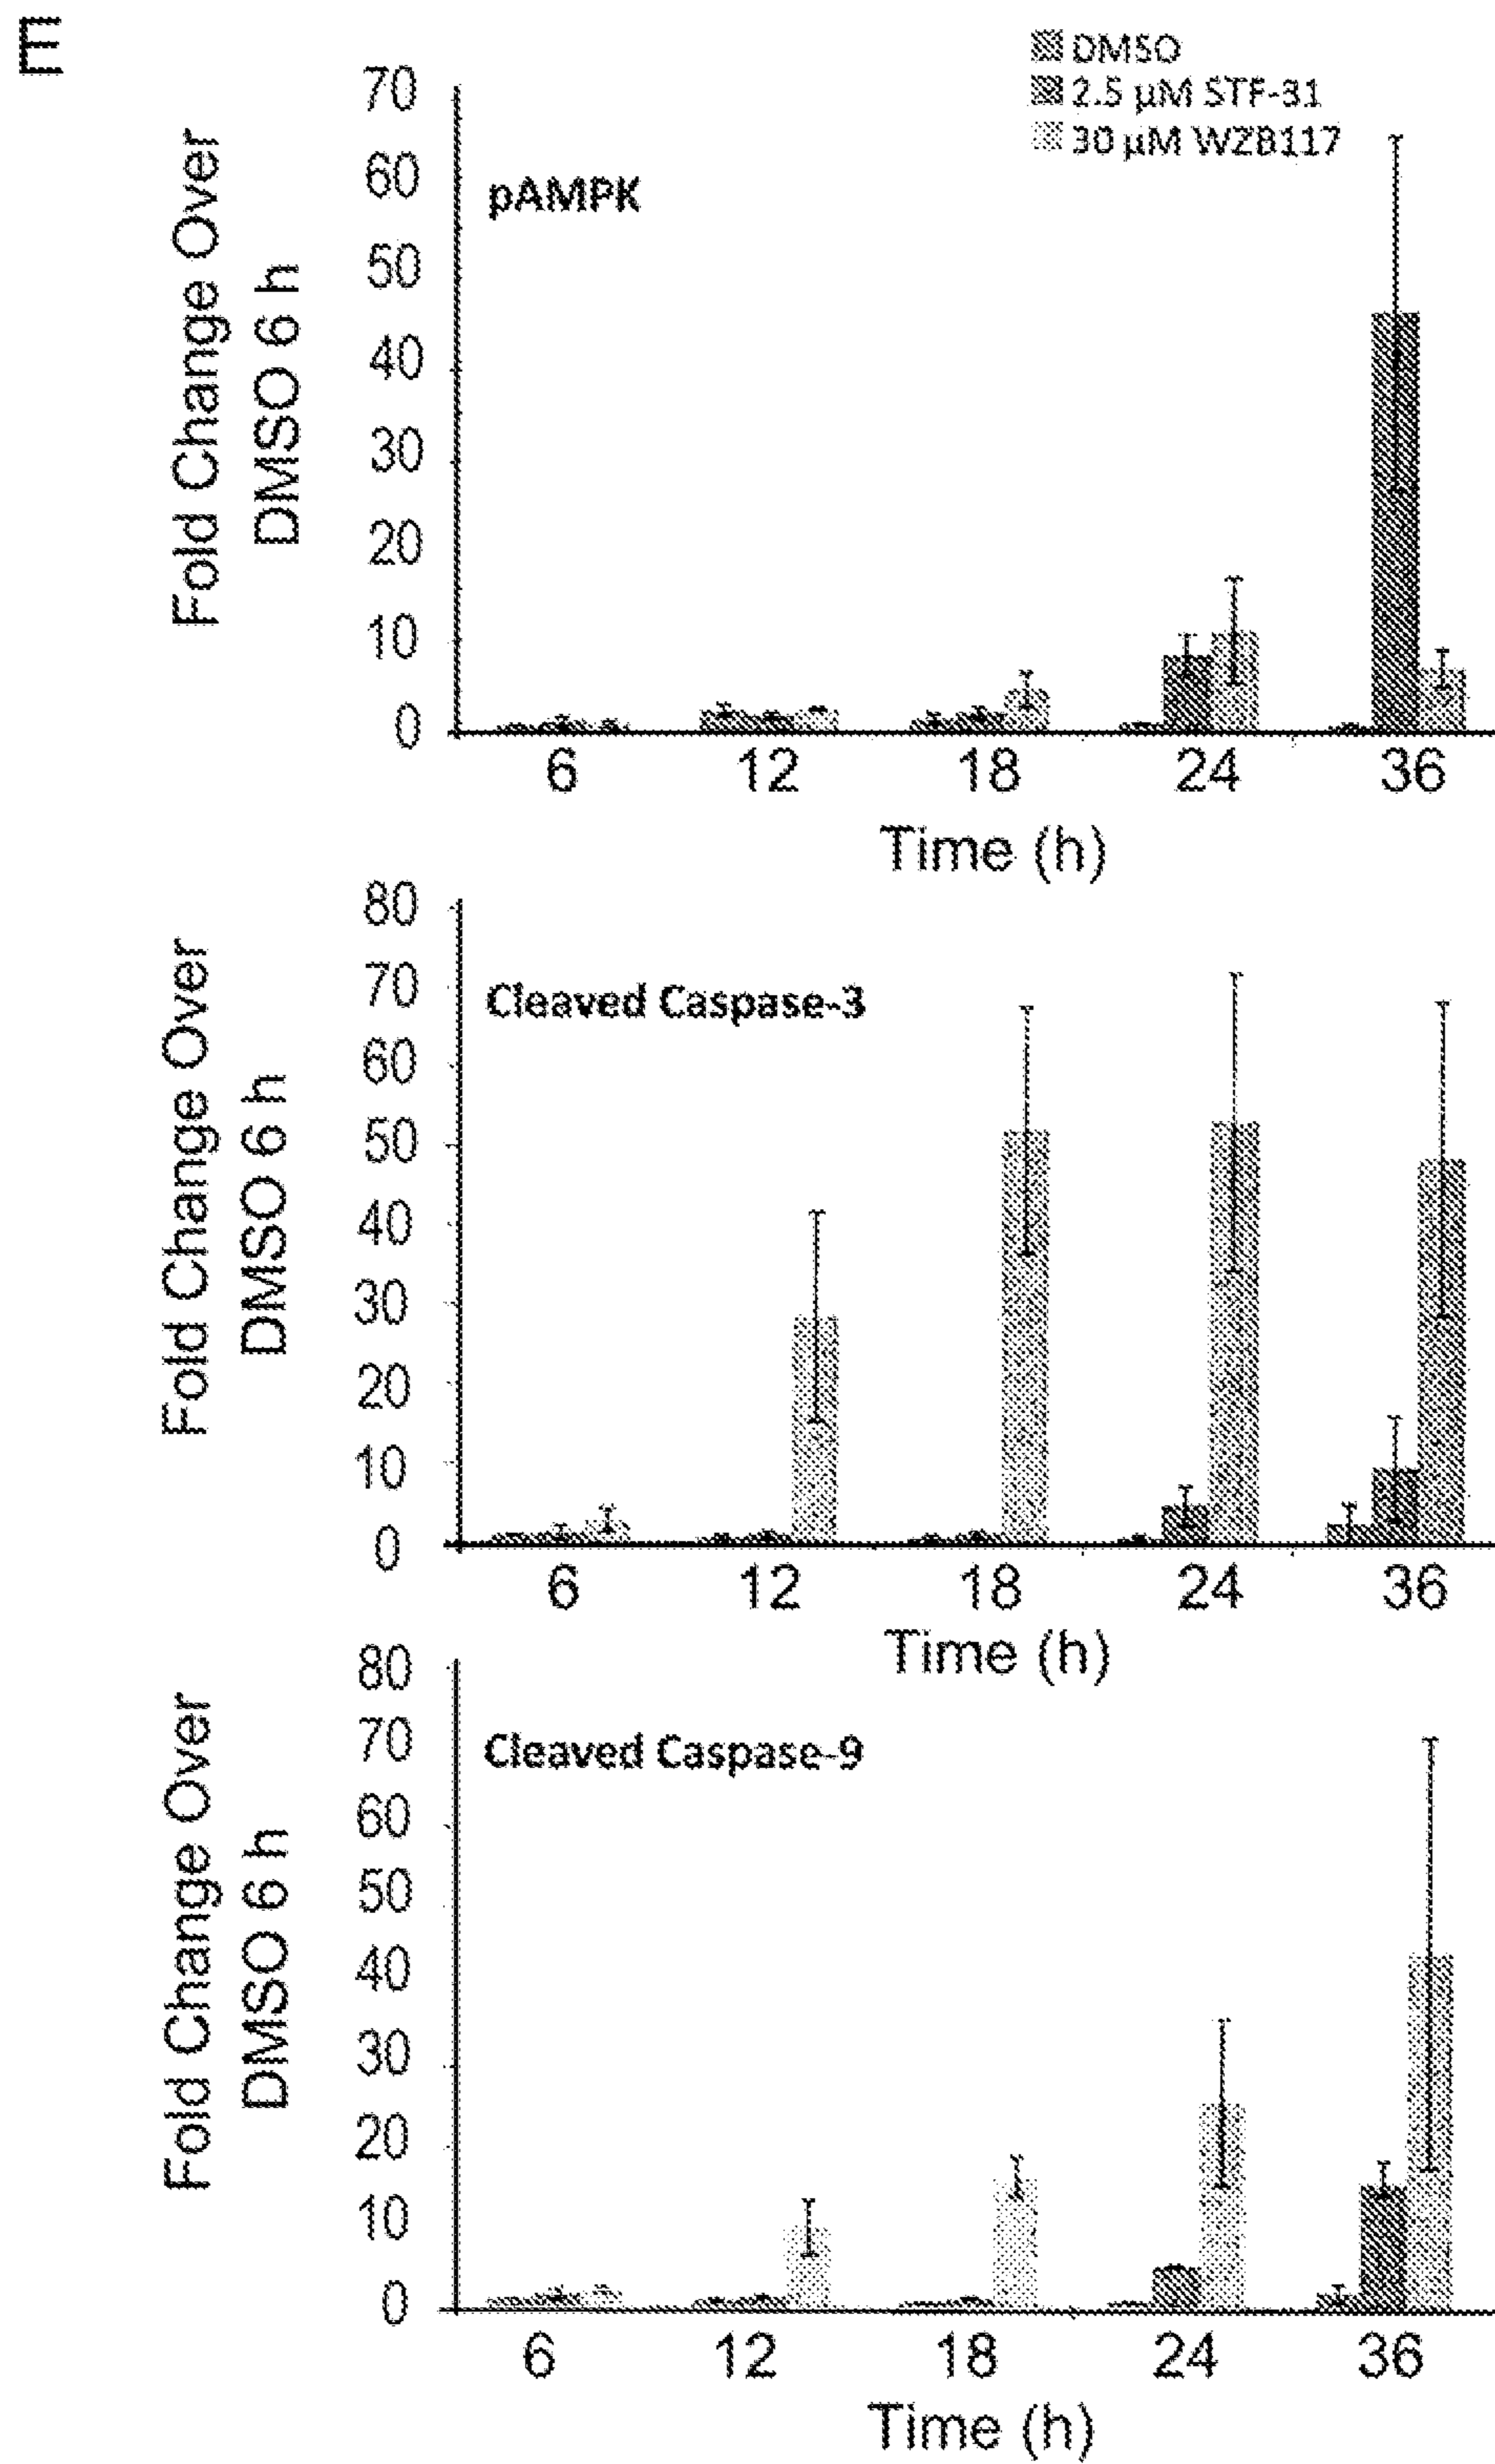 E
DMSO
2.5 µM STF-31
30 µM WZB117
pAMPK
Fold Change Over
DMSO 6 h
70
60
50
40
30
20
10
0
6 12 18 24 36
Time (h)
Cleaved Caspase-3
Fold Change Over
DMSO 6 h
80
70
60
50
40
30
20
10
0
6 12 18 24 36
Time (h)
Cleaved Caspase-9
Fold Change Over
DMSO 6 h
80
70
60
50
40
30
20
10
0
6 12 18 24 36
Time (h)